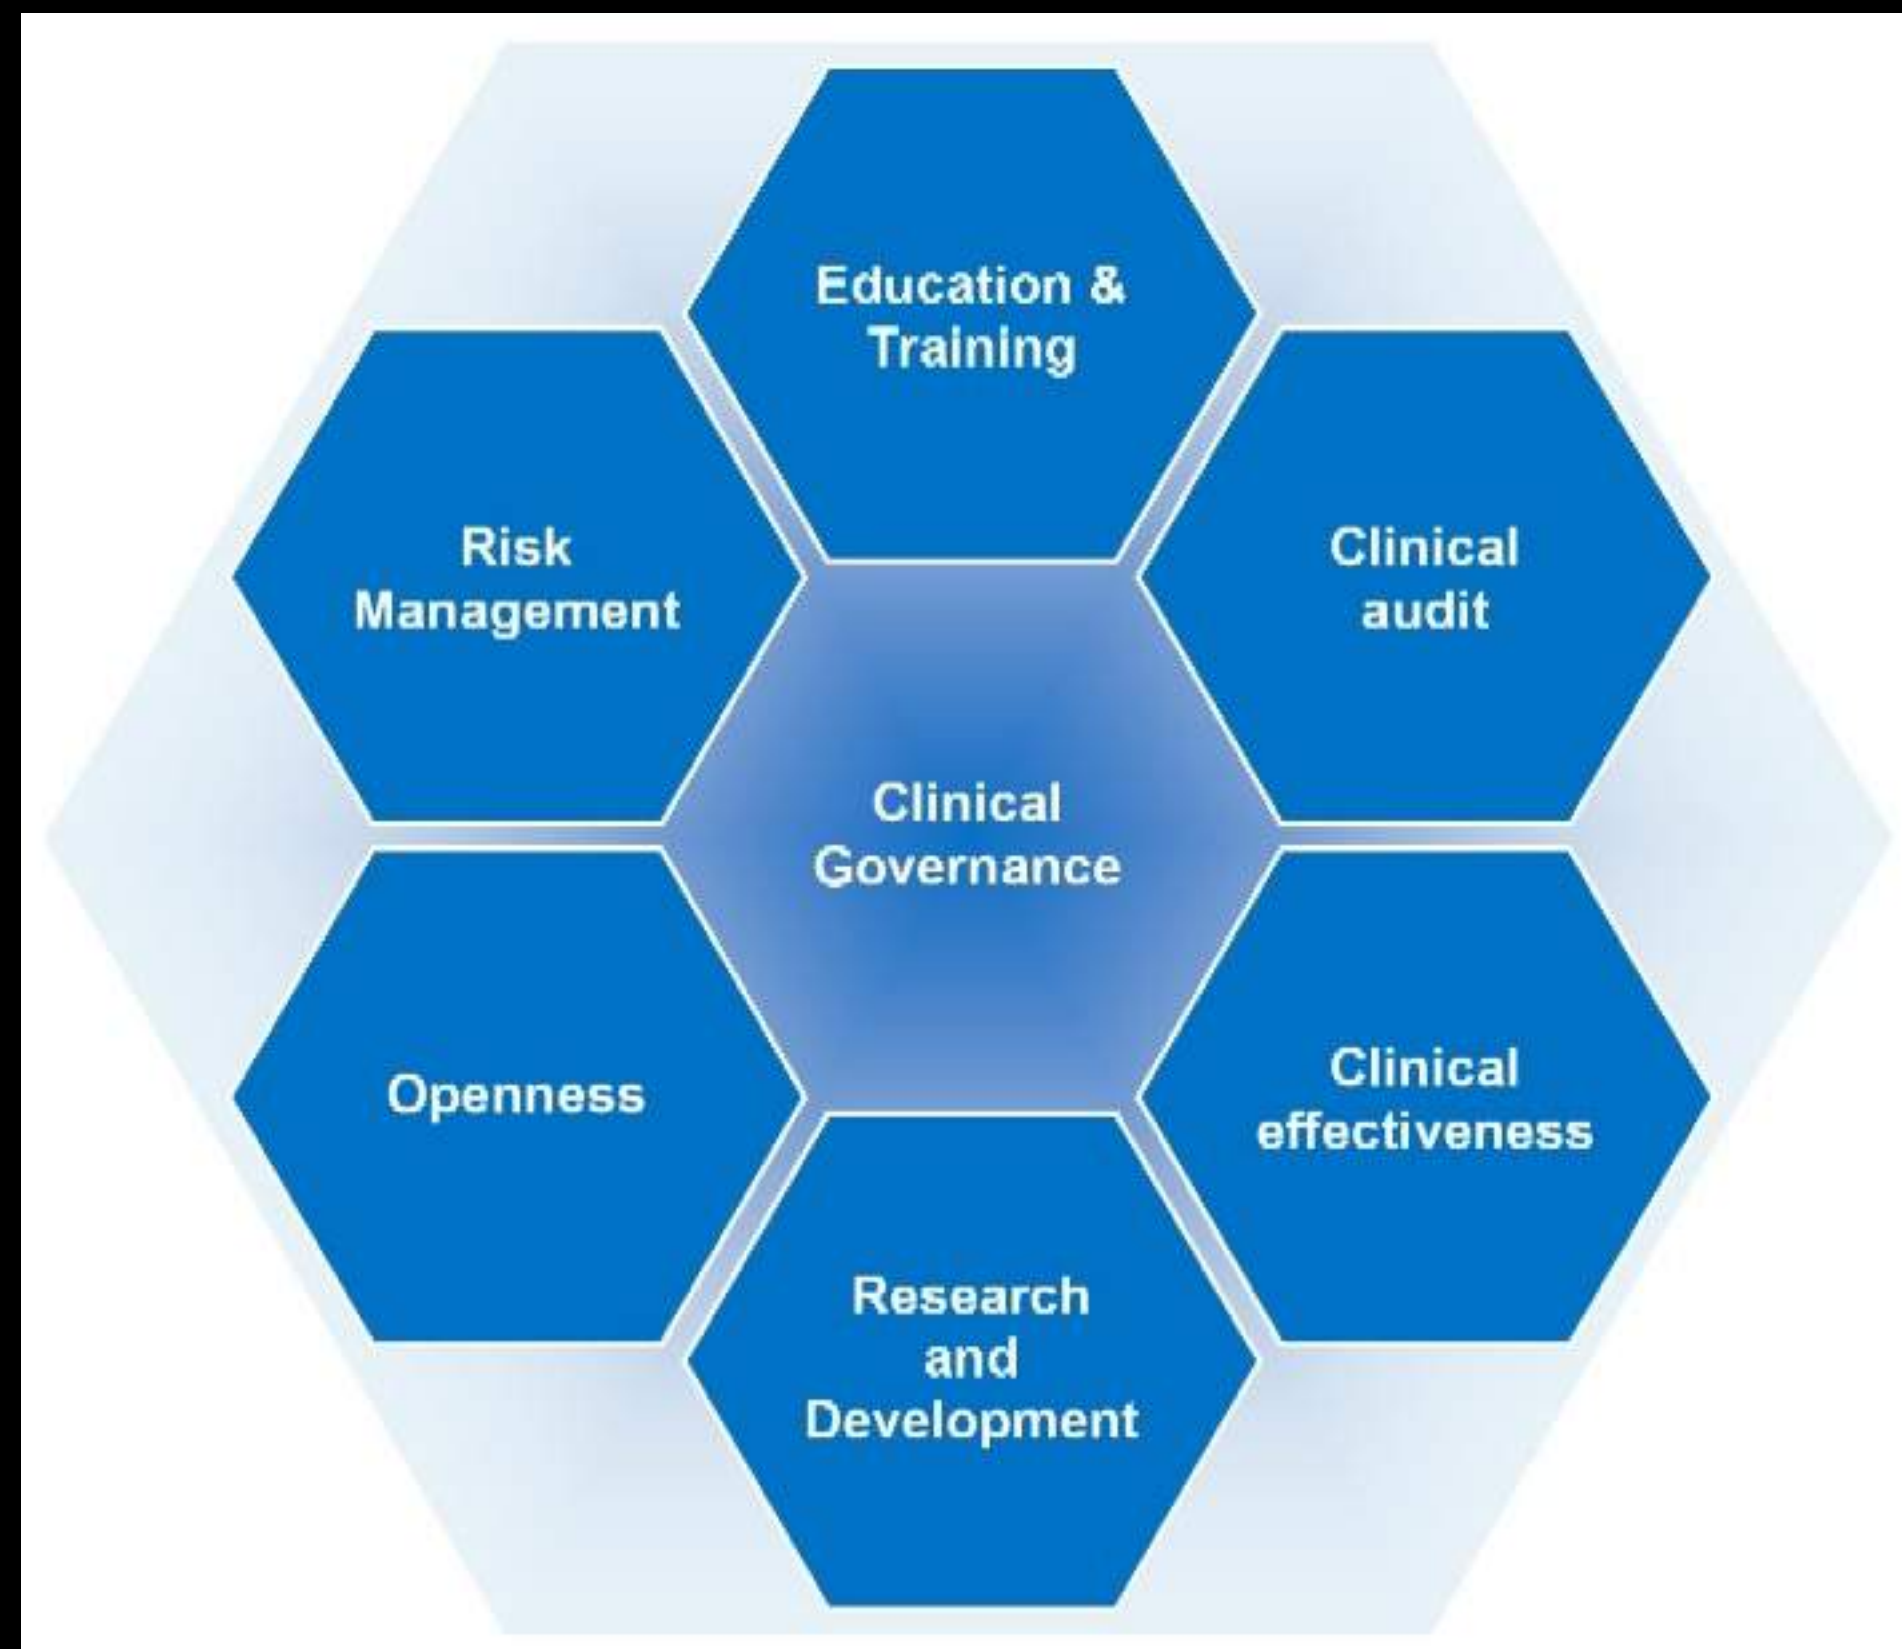 Education &
Training
Risk
Management
Clinical
audit
Clinical
Governance
Openness
Clinical
effectiveness
Research
and
Development